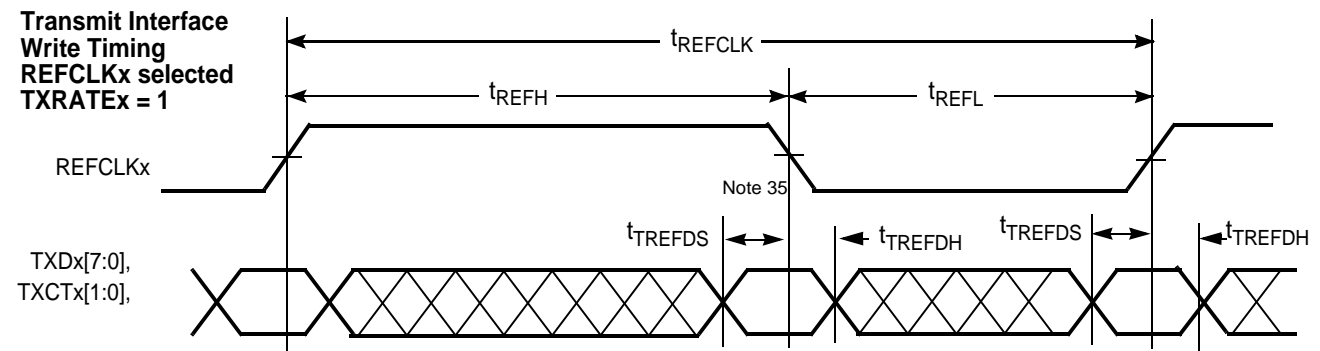 Transmit Interface
Write Timing
REFCLKx selected
TXRATEx = 1
tREFCLK
tREFH
tREFL
REFCLKx
Note 35
tTREFDS
tTREFDH
tTREFDS
tTREFDH
TXDx[7:0],
TXCTx[1:0],